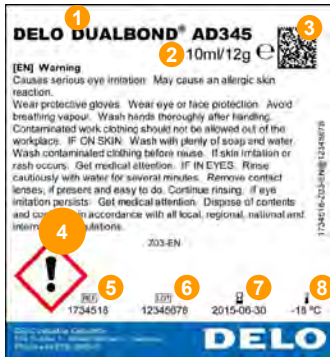 1
DELO DUALBOND® AD345
2 10ml/12g ℮ 3
[EN] Warning
Causes serious eye irritation May cause an allergic skin
reaction.
Wear protective gloves. Wear eye or face protection. Avoid
breathing vapour. Wash hands thoroughly after handling.
Contaminated work clothing should not be allowed out of the
workplace. IF ON SKIN: Wash with plenty of soap and water.
Wash contaminated clothing before reuse. If skin irritation or
rash occurs: Get medical attention. IF IN EYES: Rinse
cautiously with water for several minutes. Remove contact
lenses, if present and easy to do. Continue rinsing. If eye
irritation persists: Get medical attention. Dispose of contents
and in accordance with all local, regional, national and
Z03-EN
4
5 6 7 8
REF LOT
1734516 12345678 2015-06-30 -18 °C
DELO